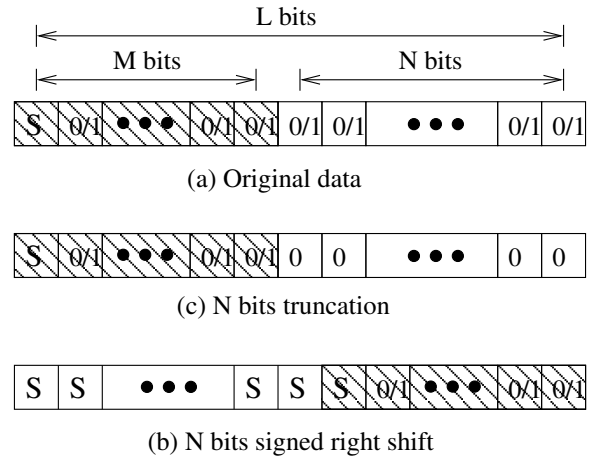 L bits
M bits N bits
S 0/1 ••• 0/1 0/1 0/1 0/1 ••• 0/1 0/1
(a) Original data
S 0/1 ••• 0/1 0/1 0 0 ••• 0 0
(c) N bits truncation
S S ••• S S S 0/1 ••• 0/1 0/1
(b) N bits signed right shift